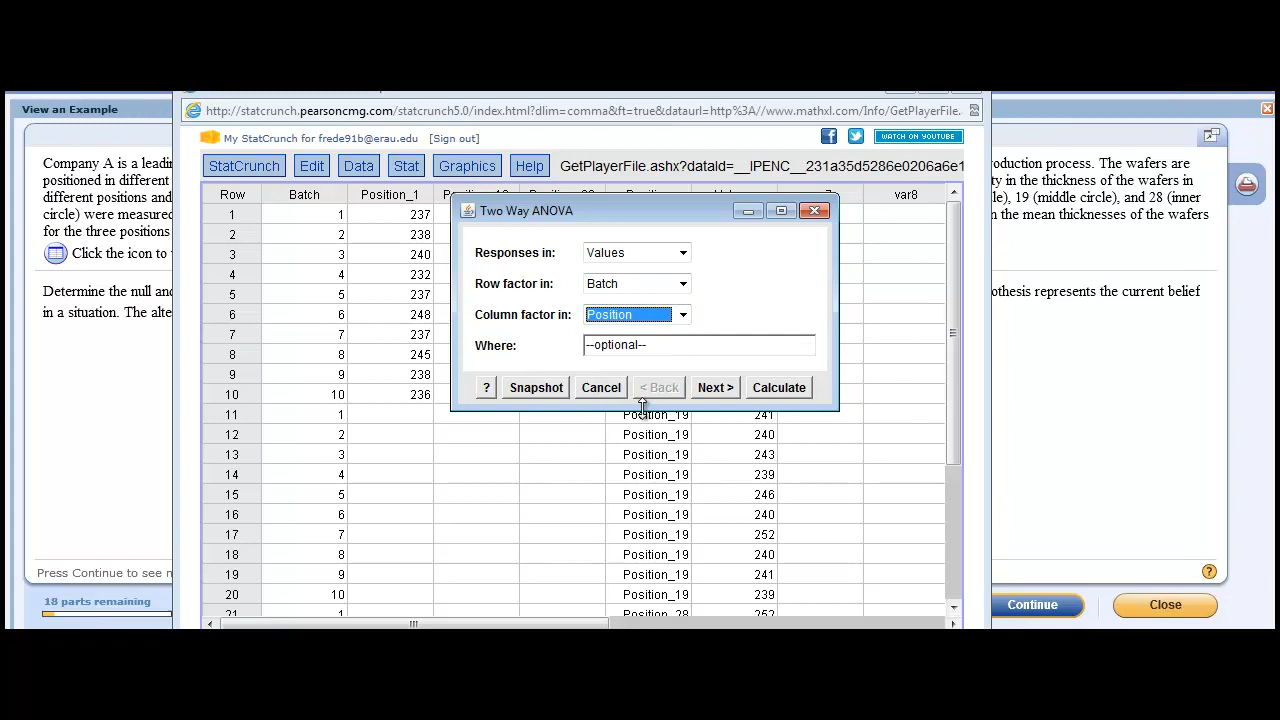 View an Example
http://statcrunch.pearsoncmg.com/statcrunch5.0/index.html?dlim=comma&ft=true&dataurl=http%3A//www.mathxl.com/Info/GetPlayerFile.
My StatCrunch for frede91b@erau.edu [Sign out] WATCH ON YOUTUBE
StatCrunch Edit Data Stat Graphics Help GetPlayerFile.ashx?dataId=__IPENC__231a35d5286e0206a6e1
Company A is a leadin
positioned in different
different positions and
circle) were measured
for the three positions
Click the icon to
Determine the null and
in a situation. The alte
Press Continue to see
18 parts remaining
roduction process. The wafers are
ty in the thickness of the wafers in
le), 19 (middle circle), and 28 (inner
n the mean thicknesses of the wafers
othesis represents the current belief
Row Batch Position_1 var8
1 1 237
2 2 238
3 3 240
4 4 232
5 5 237
6 6 248
7 7 237
8 8 245
9 9 238
10 10 236
11 1 Position_19 241
12 2 Position_19 240
13 3 Position_19 243
14 4 Position_19 239
15 5 Position_19 246
16 6 Position_19 240
17 7 Position_19 252
18 8 Position_19 240
19 9 Position_19 241
20 10 Position_19 239
21 1 Position_28 252
Two Way ANOVA
Responses in: Values
Row factor in: Batch
Column factor in: Position
Where: --optional--
? Snapshot Cancel < Back Next > Calculate
Continue Close
?